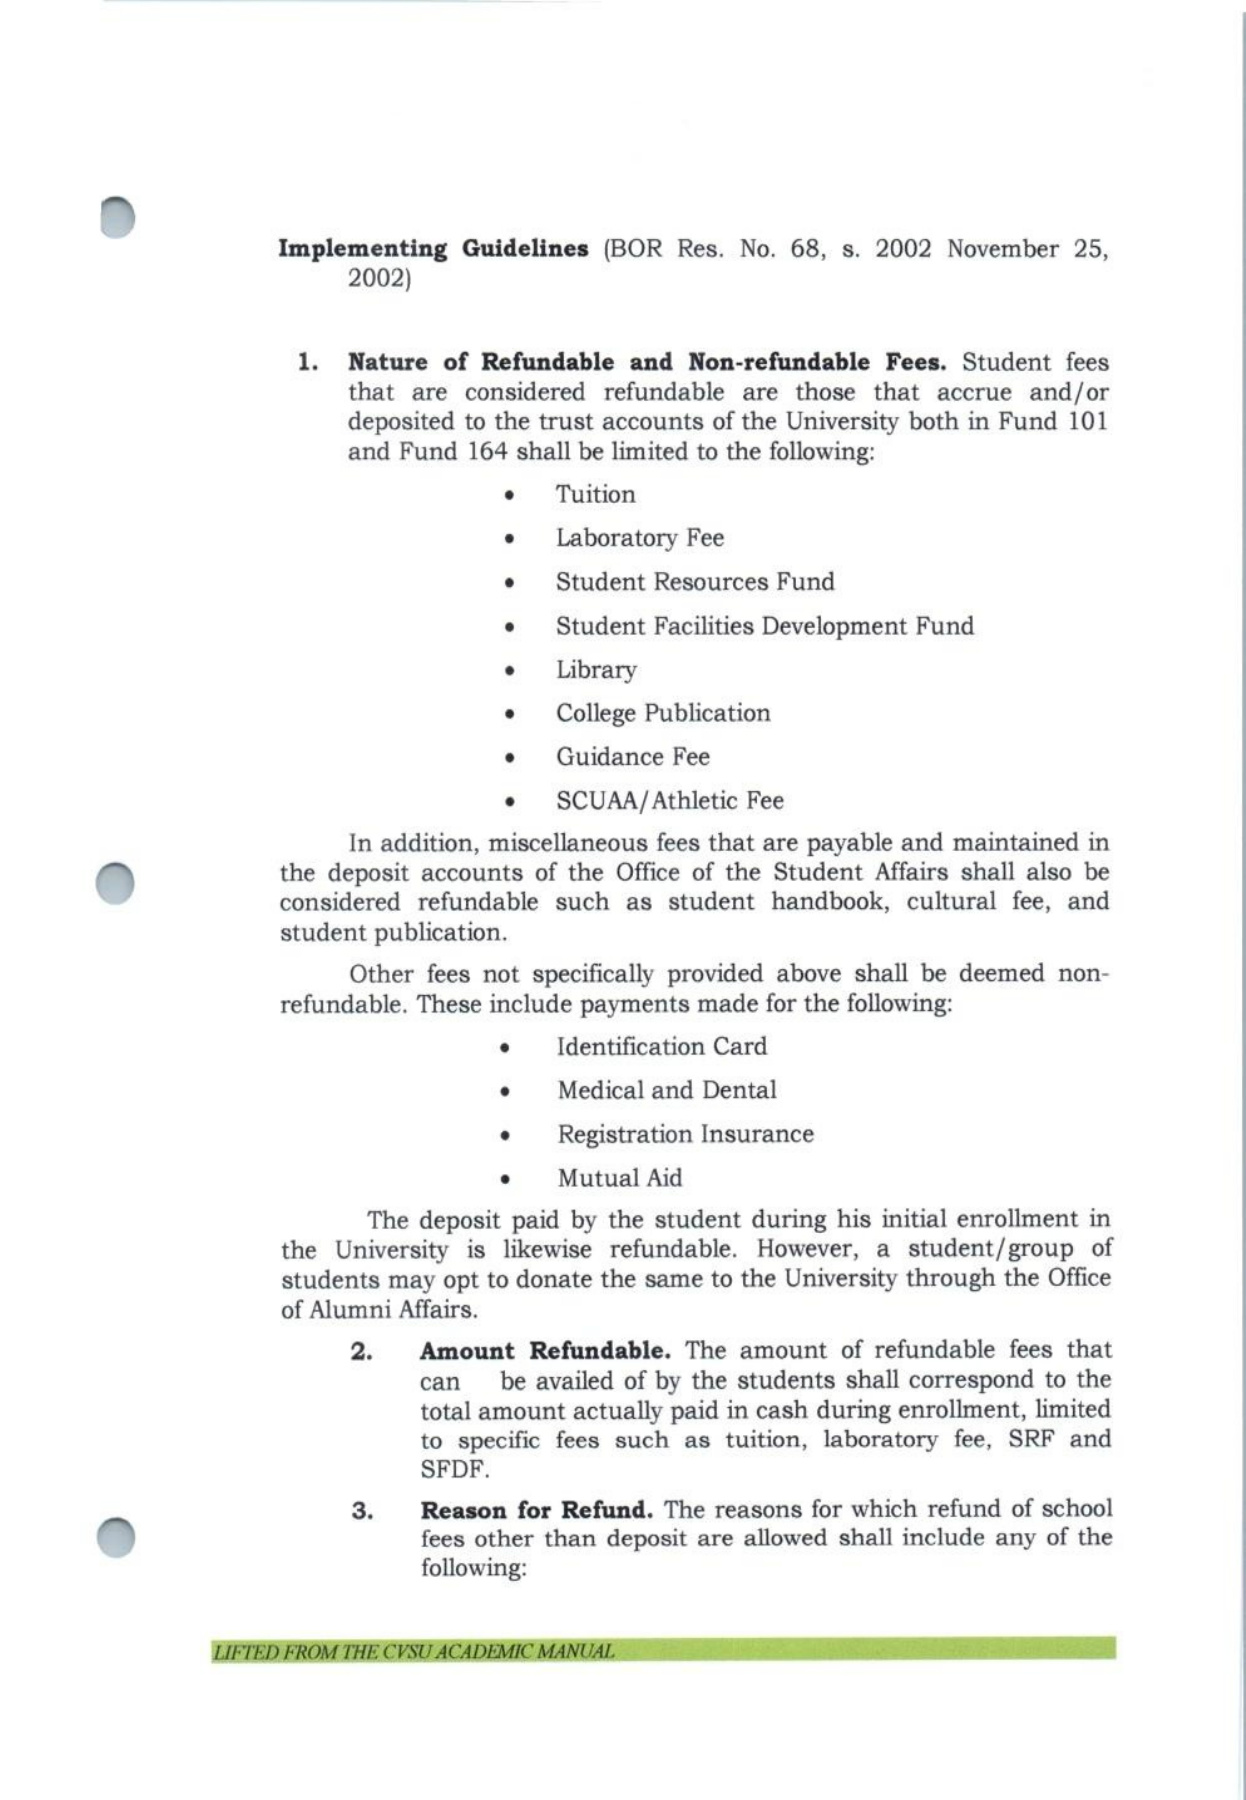 Implementing Guidelines (BOR Res. No. 68, s. 2002 November 25,
2002)
1. Nature of Refundable and Non-refundable Fees. Student fees
that are considered refundable are those that accrue and/or
deposited to the trust accounts of the University both in Fund 101
and Fund 164 shall be limited to the following:
• Tuition
• Laboratory Fee
• Student Resources Fund
• Student Facilities Development Fund
• Library
• College Publication
• Guidance Fee
• SCUAA/Athletic Fee
In addition, miscellaneous fees that are payable and maintained in
the deposit accounts of the Office of the Student Affairs shall also be
considered refundable such as student handbook, cultural fee, and
student publication.
Other fees not specifically provided above shall be deemed non-
refundable. These include payments made for the following:
• Identification Card
• Medical and Dental
• Registration Insurance
• Mutual Aid
The deposit paid by the student during his initial enrollment in
the University is likewise refundable. However, a student/group of
students may opt to donate the same to the University through the Office
of Alumni Affairs.
2. Amount Refundable. The amount of refundable fees that
can be availed of by the students shall correspond to the
total amount actually paid in cash during enrollment, limited
to specific fees such as tuition, laboratory fee, SRF and
SFDF.
3. Reason for Refund. The reasons for which refund of school
fees other than deposit are allowed shall include any of the
following:
LIFTED FROM THE CVSU ACADEMIC MANUAL